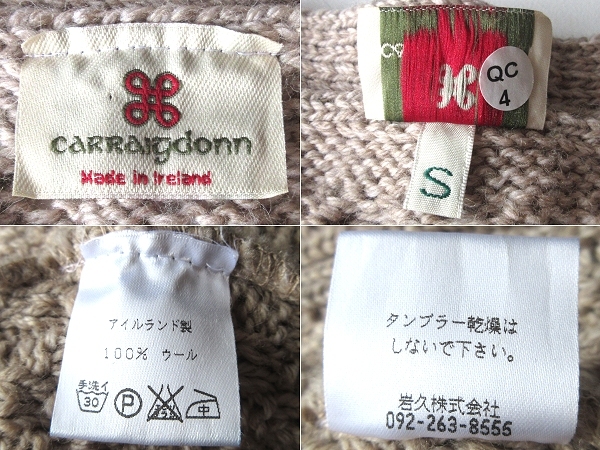 carraigdonn
Made in Ireland
QC
4
S
アイルランド製
100% ウール
手洗イ
30
P
中
タンブラー乾燥は
しないで下さい。
岩久株式会社
092-263-8555